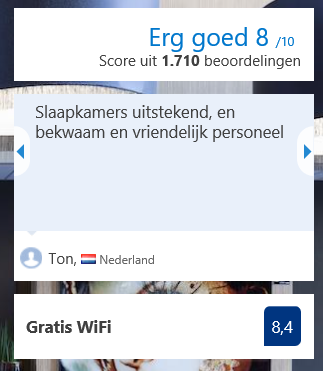 Erg goed 8 /10
Score uit 1.710 beoordelingen
Slaapkamers uitstekend, en
bekwaam en vriendelijk personeel
Ton, Nederland
Gratis WiFi 8,4